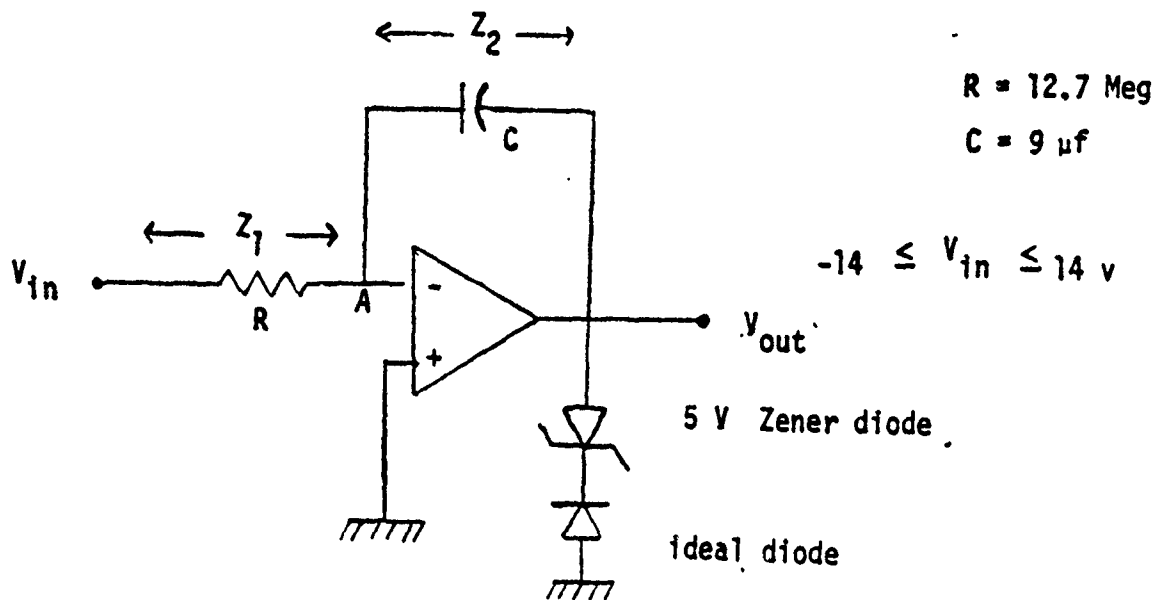 Z₂
R = 12.7 Meg
C = 9 µf
C
Z₁
-14 ≤ Vin ≤ 14 v
Vin
A
-
R
+
Vout
5 V Zener diode
ideal diode